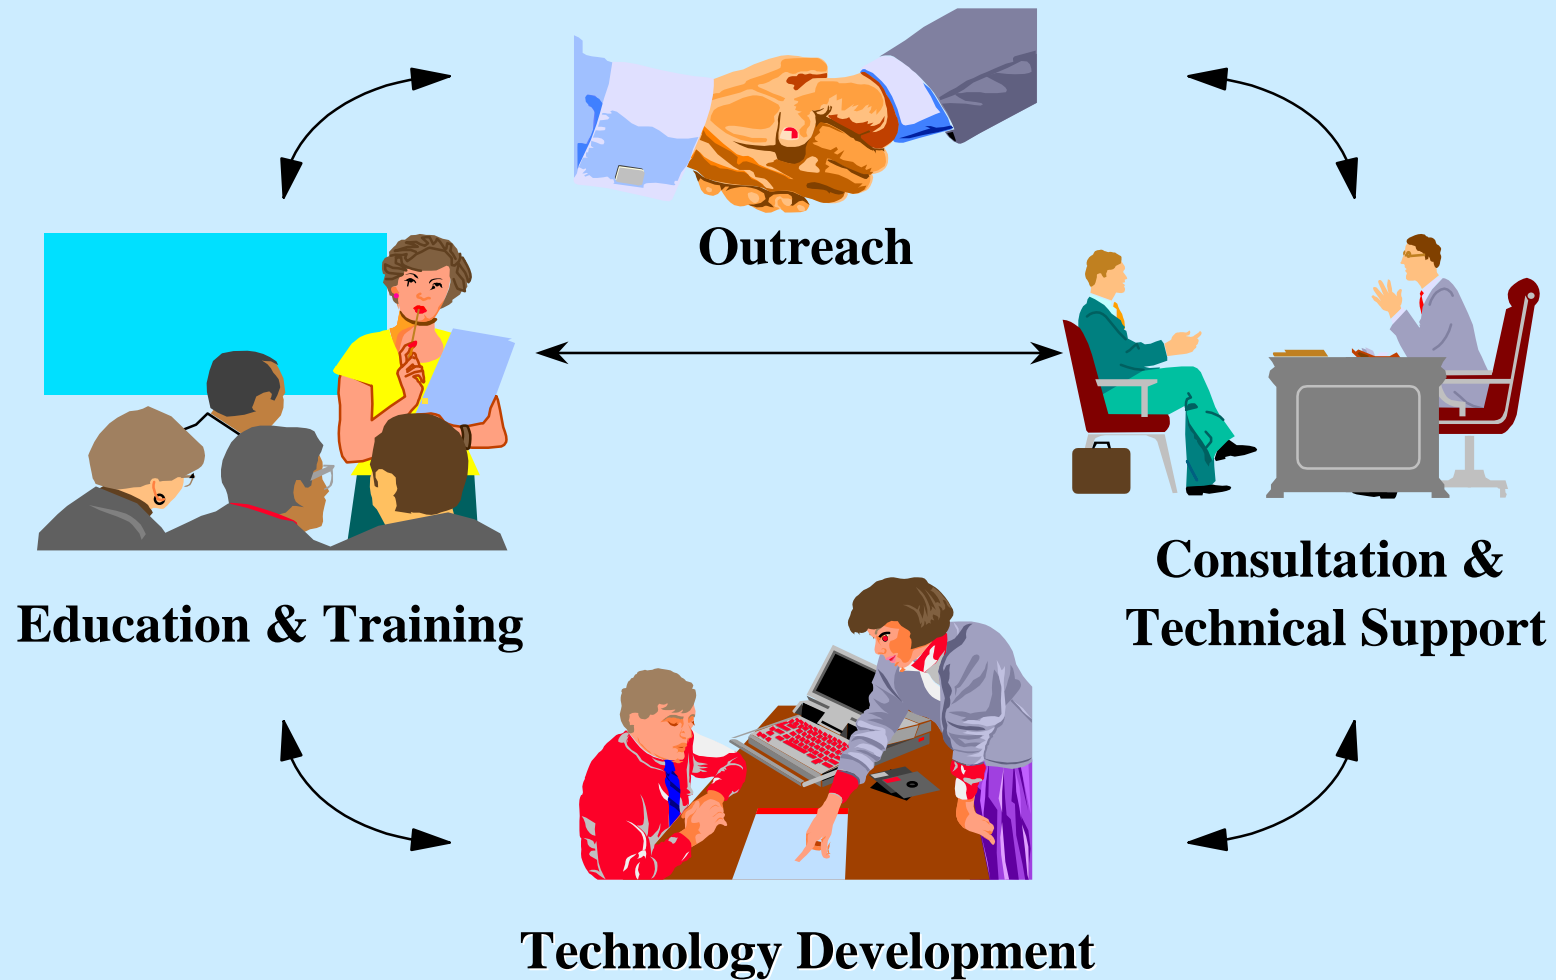 Outreach
Education & Training
Consultation &
Technical Support
Technology Development